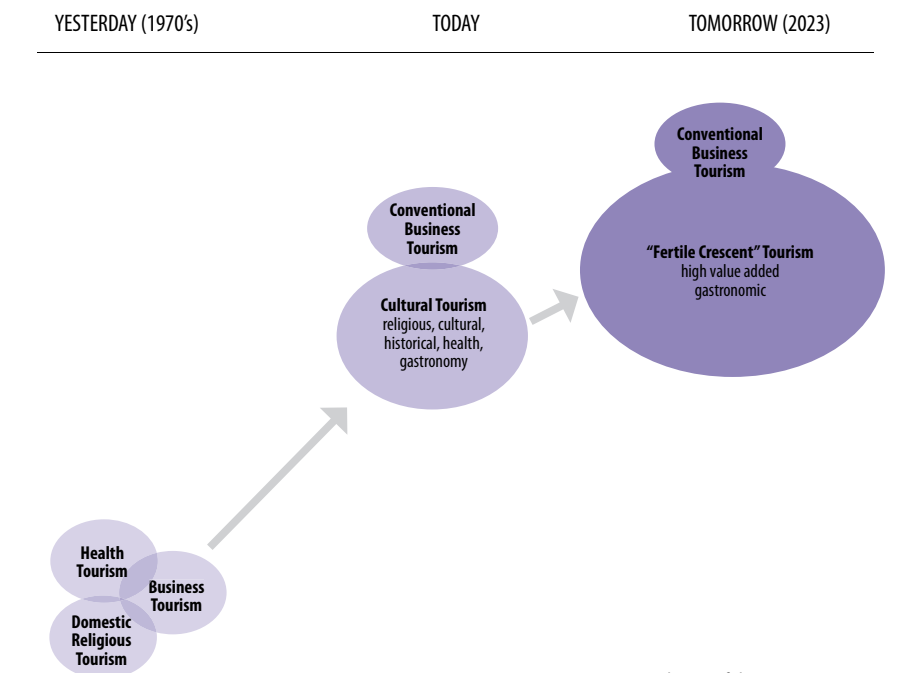 YESTERDAY (1970's)
TODAY
TOMORROW (2023)
Conventional
Business
Tourism
"Fertile Crescent" Tourism
high value added
gastronomic
Conventional
Business
Tourism
Cultural Tourism
religious, cultural,
historical, health,
gastronomy
Health
Tourism
Business
Tourism
Domestic
Religious
Tourism